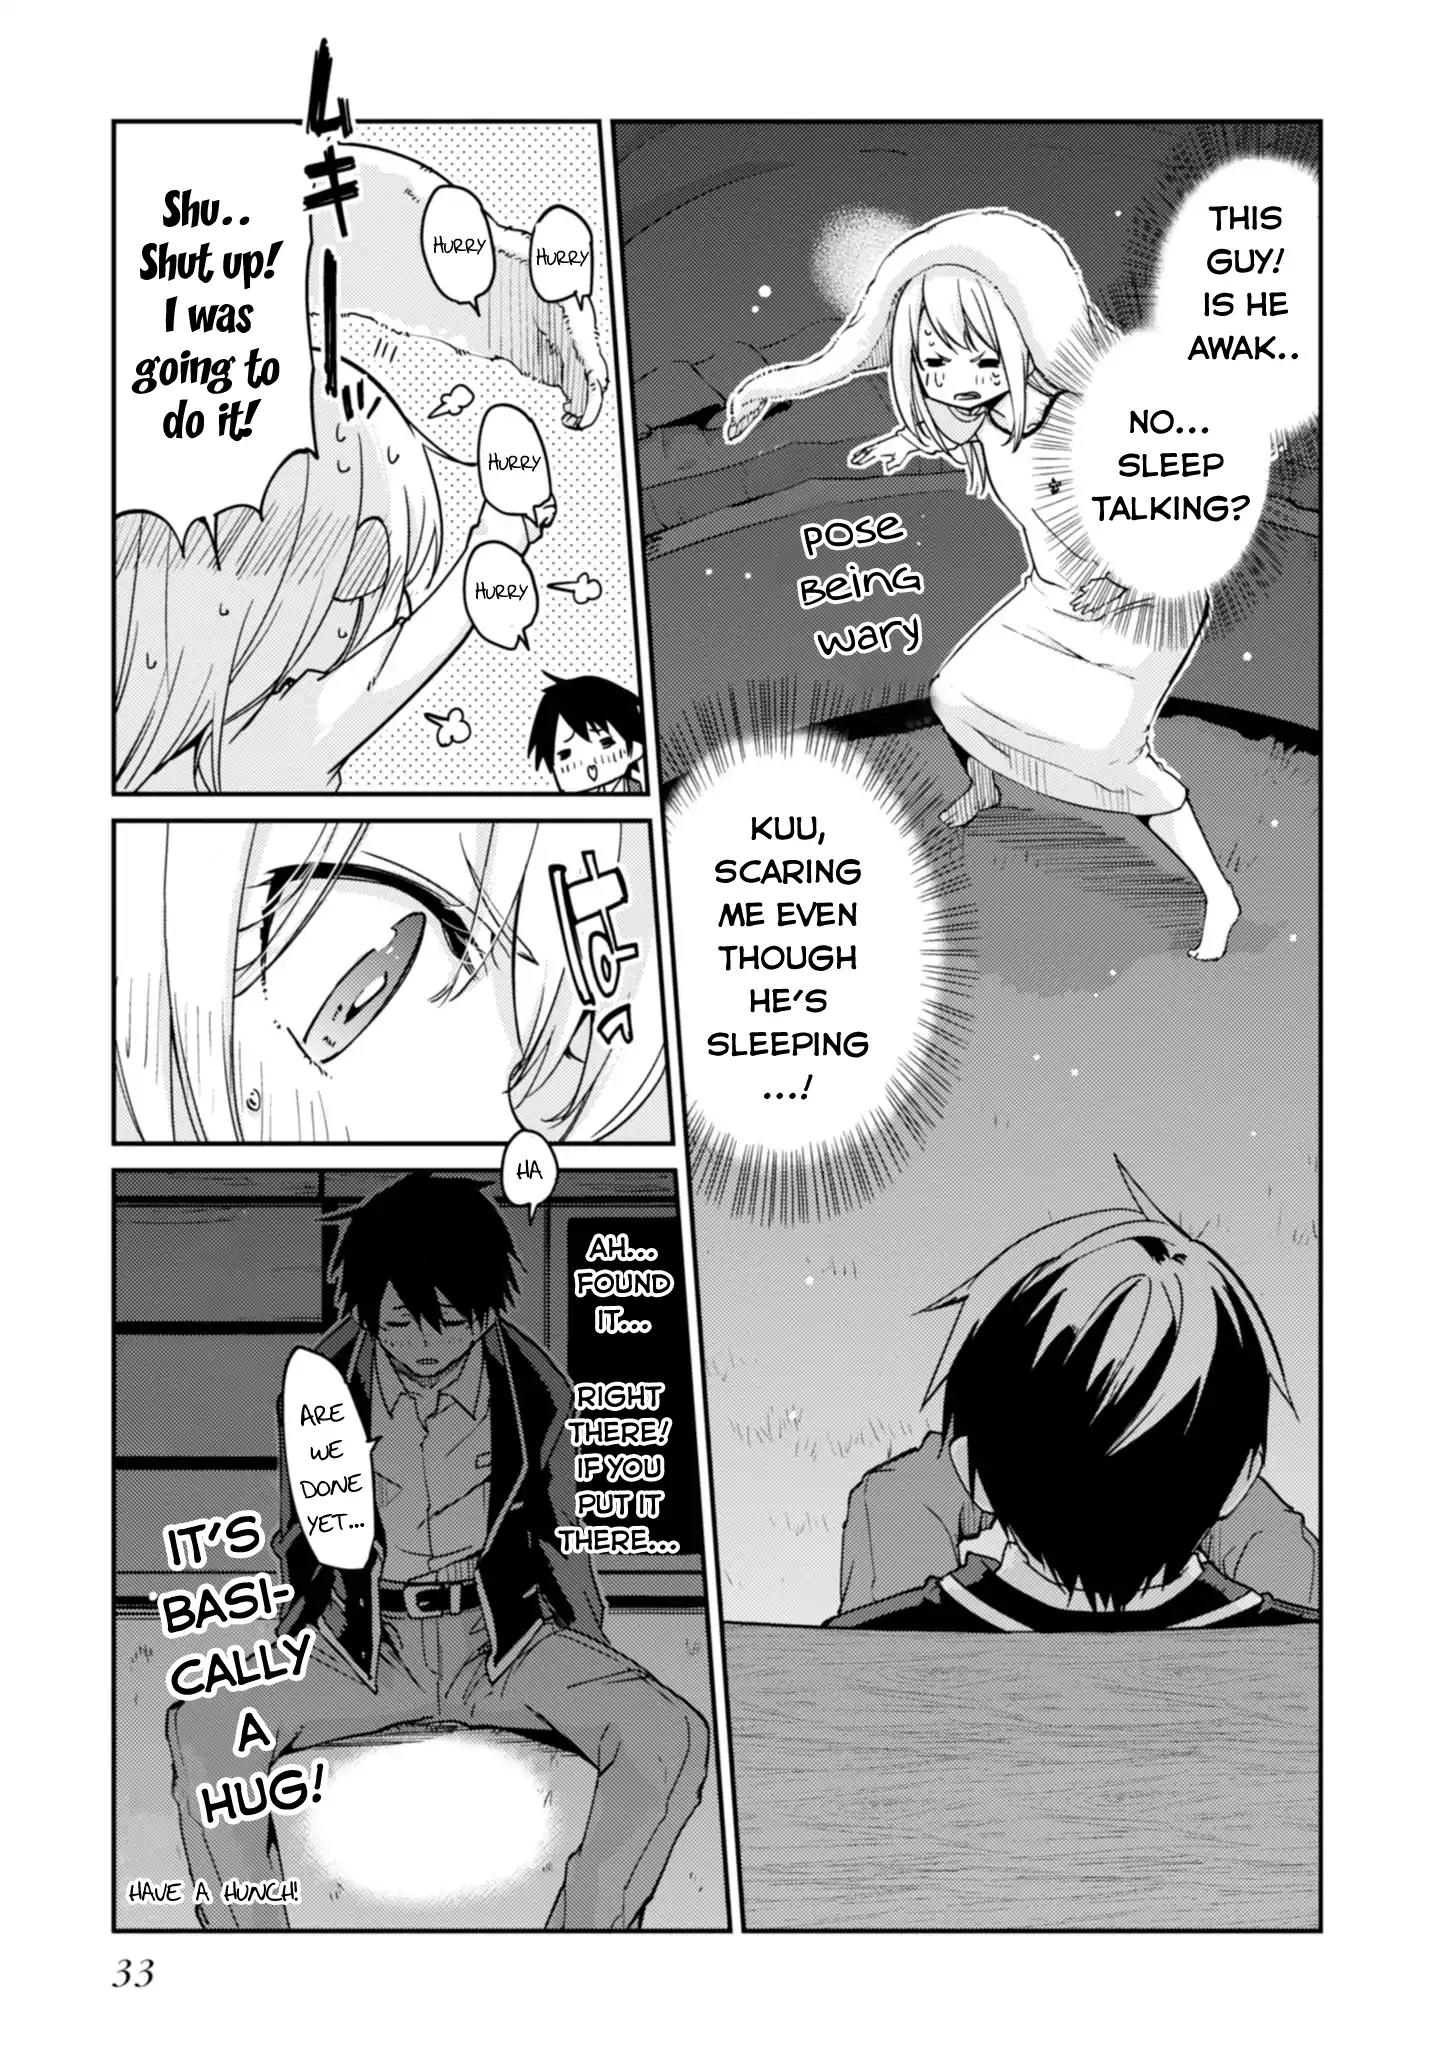 THIS
GUY!
IS HE
AWAK..
NO...
SLEEP
TALKING?
POSE
BEING
WARY
KUU,
SCARING
ME EVEN
THOUGH
HE'S
SLEEPING
...!
ムキーッ
HURRY
HURRY
HURRY
HURRY
Shu..
Shut up!
I was
going to
do it!
はっ
HA
AH...
FOUND
IT...
RIGHT
THERE!
IF YOU
PUT IT
THERE...
ARE
WE
DONE
YET...
IT'S
BASI-
CALLY
A
HUG!
HAVE A HUNCH!
33